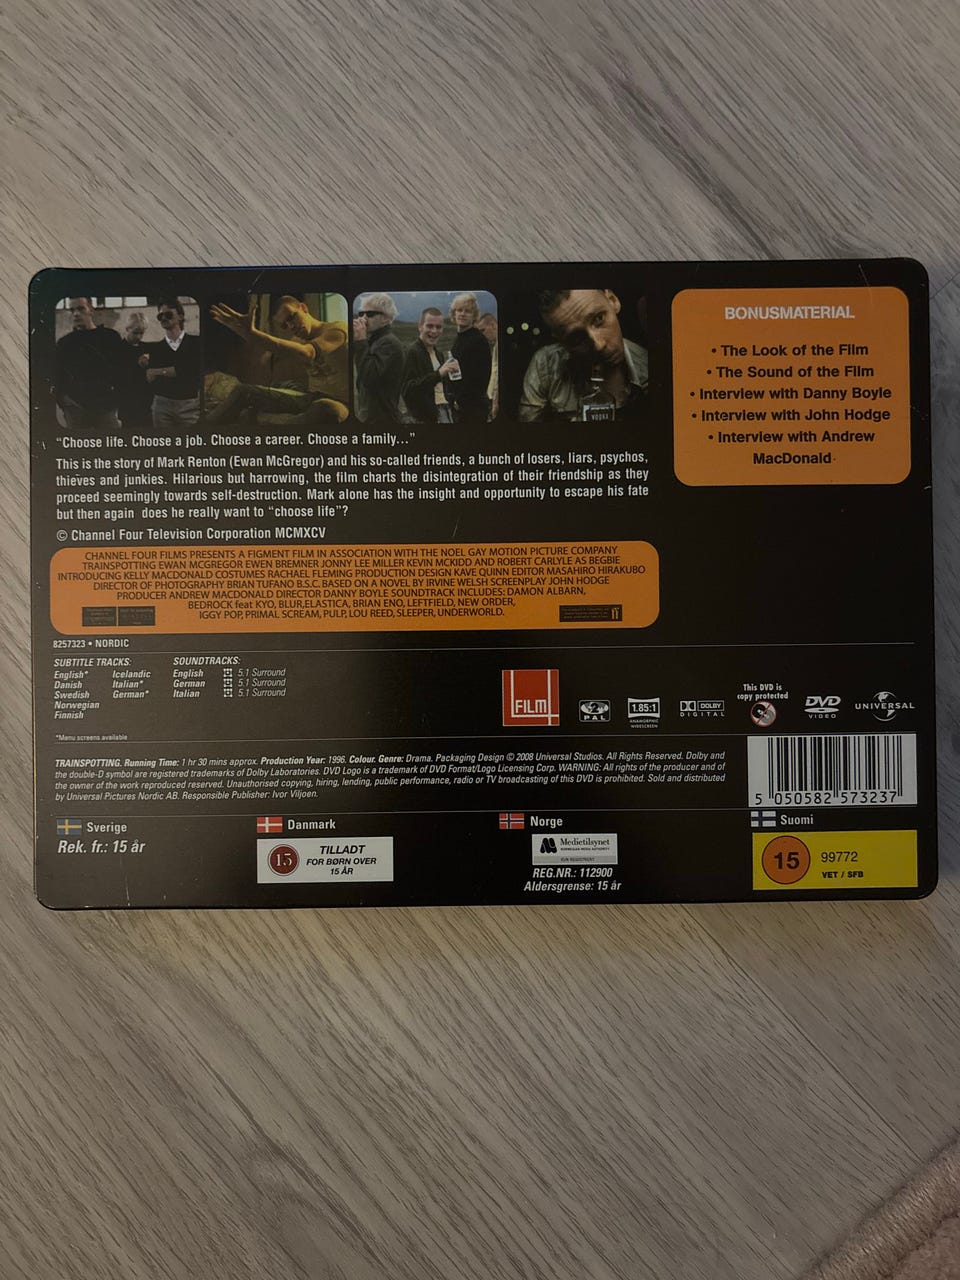 "Choose life. Choose a job. Choose a career. Choose a family..."
This is the story of Mark Renton (Ewan McGregor) and his so-called friends, a bunch of losers, liars, psychos,
thieves and junkies. Hilarious but harrowing, the film charts the disintegration of their friendship as they
proceed seemingly towards self-destruction. Mark alone has the insight and opportunity to escape his fate
but then again does he really want to "choose life"?
© Channel Four Television Corporation MCMXCV
VODKA
BONUSMATERIAL
• The Look of the Film
• The Sound of the Film
• Interview with Danny Boyle
• Interview with John Hodge
• Interview with Andrew
MacDonald
CHANNEL FOUR FILMS PRESENTS A FIGMENT FILM IN ASSOCIATION WITH THE NOEL GAY MOTION PICTURE COMPANY
TRAINSPOTTING EWAN MCGREGOR EWEN BREMNER JONNY LEE MILLER KEVIN MCKIDD AND ROBERT CARLYLE AS BEGBIE
INTRODUCING KELLY MACDONALD COSTUMES RACHAEL FLEMING PRODUCTION DESIGN KAVE QUINN EDITOR MASAHIRO HIRAKUBO
DIRECTOR OF PHOTOGRAPHY BRIAN TUFANO B.S.C. BASED ON A NOVEL BY IRVINE WELSH SCREENPLAY JOHN HODGE
PRODUCER ANDREW MACDONALD DIRECTOR DANNY BOYLE SOUNDTRACK INCLUDES: DAMON ALBARN,
BEDROCK feat KYO, BLUR,ELASTICA, BRIAN ENO, LEFTFIELD, NEW ORDER,
IGGY POP, PRIMAL SCREAM, PULP, LOU REED, SLEEPER, UNDERWORLD.
8257323 • NORDIC
SUBTITLE TRACKS:
English* Icelandic
Danish Italian*
Swedish German*
Norwegian
Finnish
*Menu screens available
SOUNDTRACKS:
English 5.1 Surround
German 5.1 Surround
Italian 5.1 Surround
FILM4
PAL
1.85:1
ANAMORPHIC
WIDESCREEN
DOLBY
DIGITAL
This DVD is
copy protected
DVD
VIDEO
UNIVERSAL
TRAINSPOTTING. Running Time: 1 hr 30 mins approx. Production Year: 1996. Colour. Genre: Drama. Packaging Design © 2008 Universal Studios. All Rights Reserved. Dolby and
the double-D symbol are registered trademarks of Dolby Laboratories. DVD Logo is a trademark of DVD Format/Logo Licensing Corp. WARNING: All rights of the producer and of
the owner of the work reproduced reserved. Unauthorised copying, hiring, lending, public performance, radio or TV broadcasting of this DVD is prohibited. Sold and distributed
by Universal Pictures Nordic AB. Responsible Publisher: Ivor Viljoen.
5 050582 573237
Sverige
Rek. fr.: 15 år
Danmark
15
TILLADT
FOR BØRN OVER
15 ÅR
Norge
Medietilsynet
NORWEGIAN MEDIA AUTHORITY
REG.NR.: 112900
Aldersgrense: 15 år
Suomi
15
99772
VET / SFB